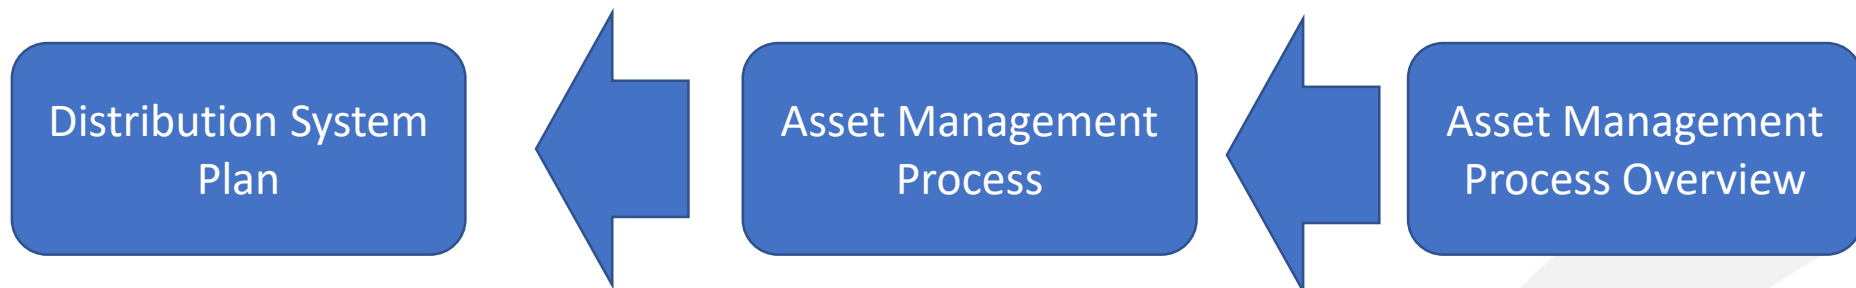 Distribution System
Plan
Asset Management
Process
Asset Management
Process Overview